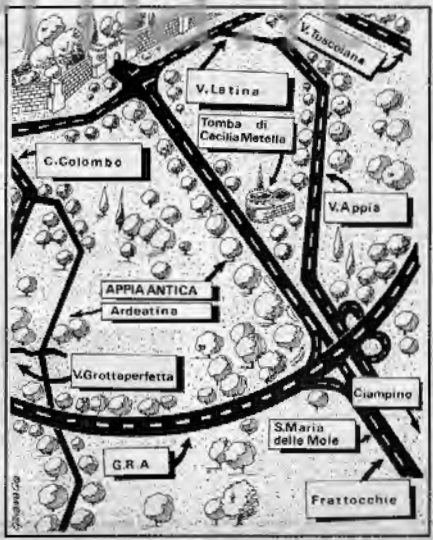 V. Tuscolana
V. Latina
Tomba di
Cecilia Metella
C. Colombo
V. Appia
APPIA ANTICA
Ardeatina
V. Grottaperfetta
Ciampino
S. Maria
delle Mole
G.R.A
Frattocchie